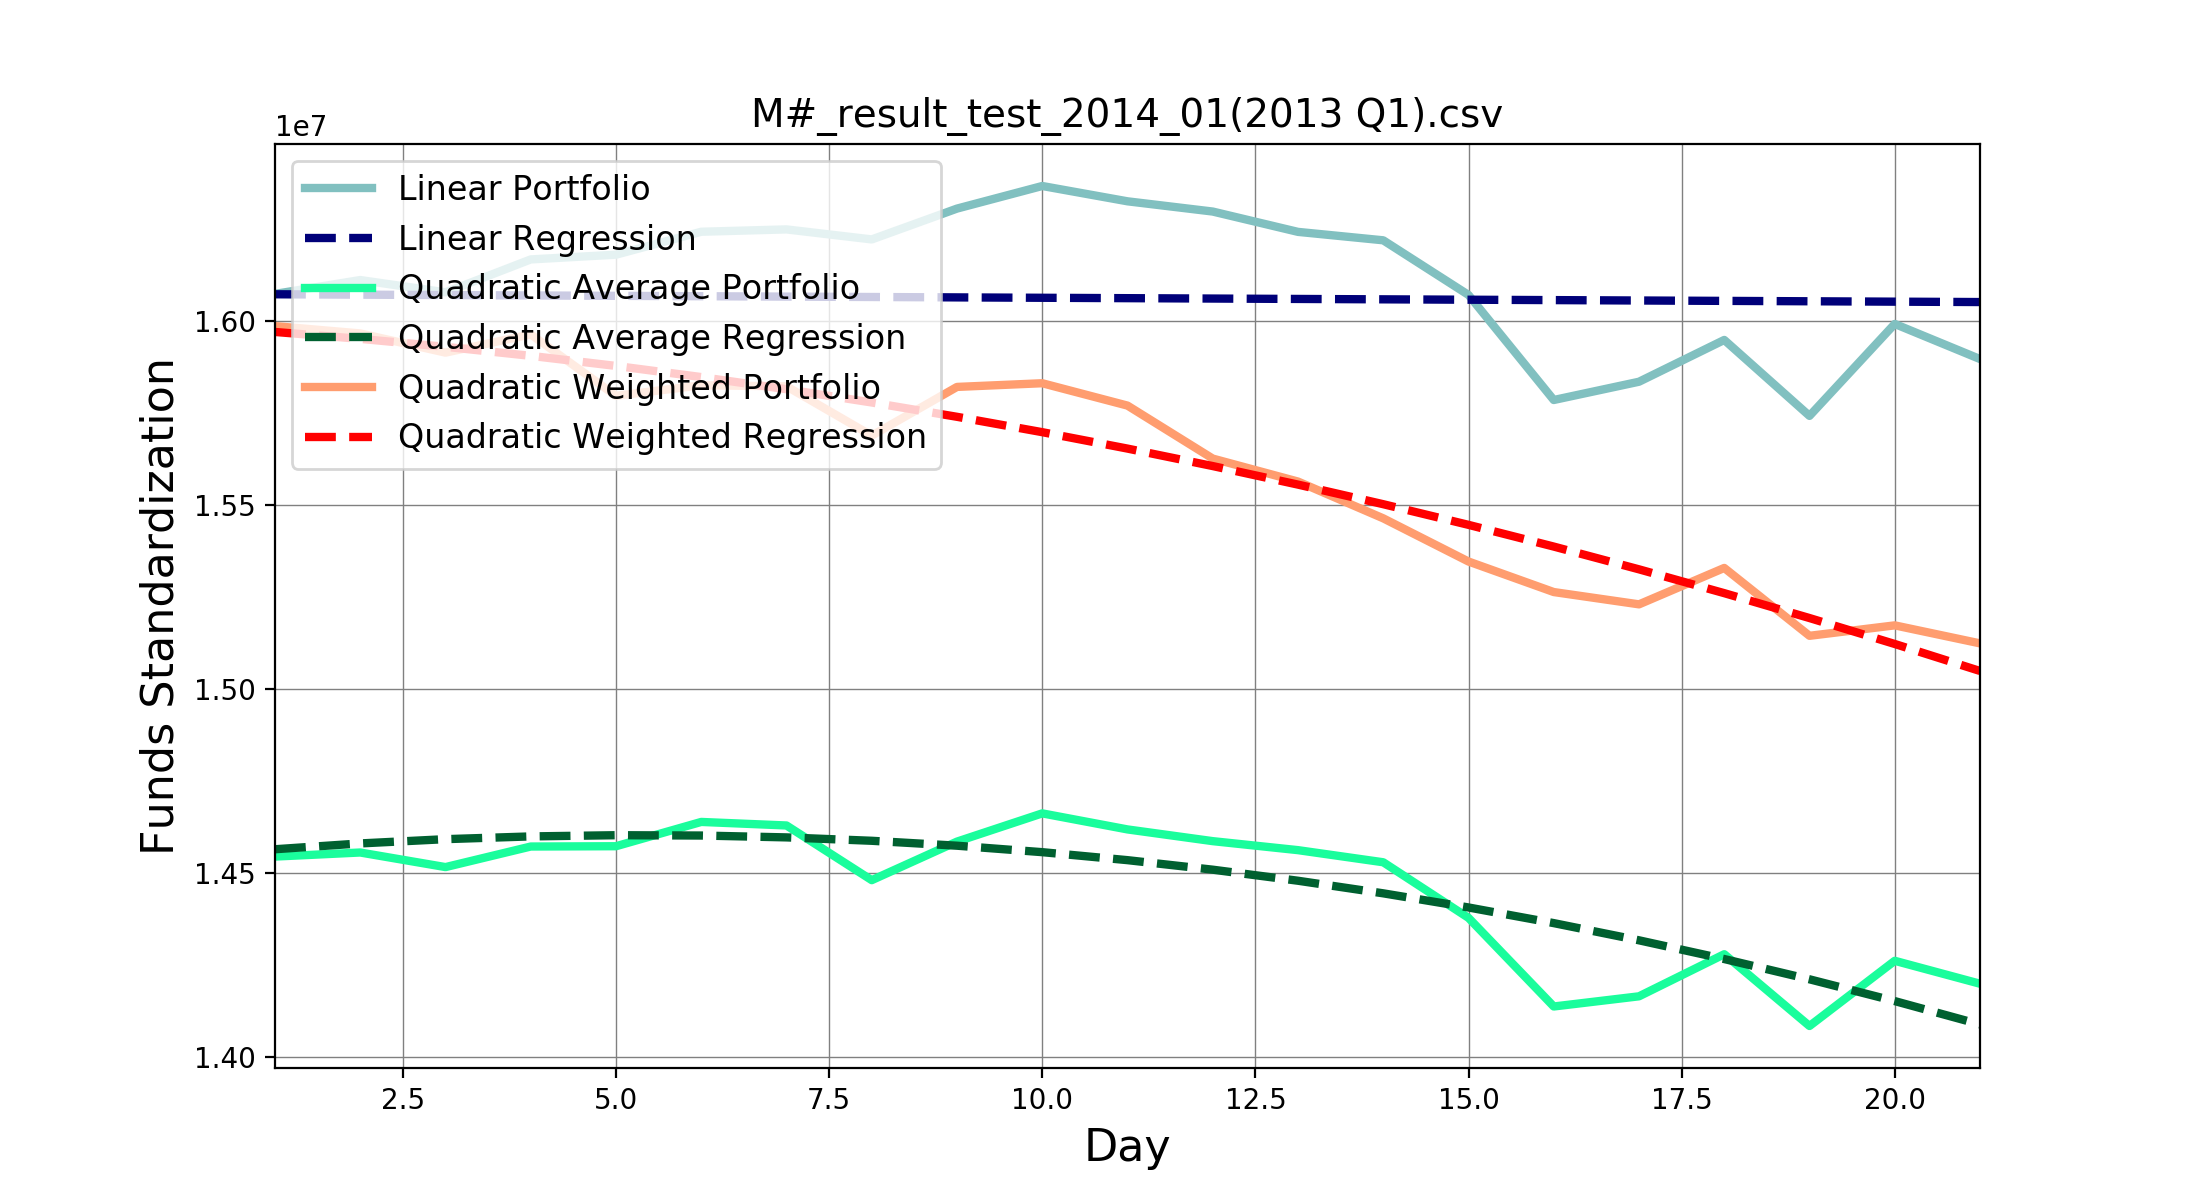 M#_result_test_2014_01(2013 Q1).csv
1e7
Linear Portfolio
Linear Regression
Quadratic Average Portfolio
Quadratic Average Regression
Quadratic Weighted Portfolio
Quadratic Weighted Regression
Funds Standardization
1.60
1.55
1.50
1.45
1.40
2.5 5.0 7.5 10.0 12.5 15.0 17.5 20.0
Day